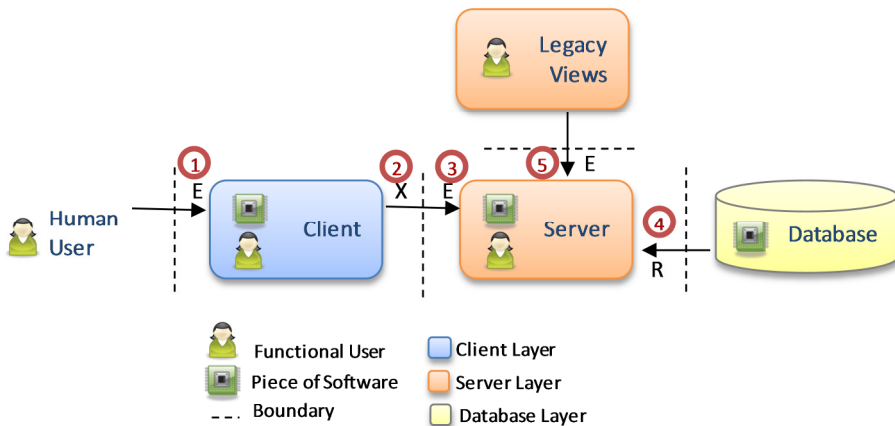 Legacy
Views
1
E
2
X
3
E
5
E
Human
User
Client
Server
4
R
Database
Functional User
Client Layer
Piece of Software
Server Layer
Boundary
Database Layer